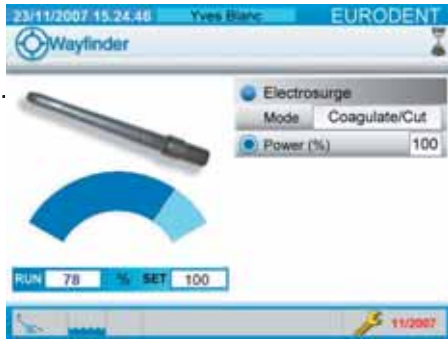 23/11/2007 15.24.46 Yves Blanc EURODENT
Wayfinder
Electrosurge
Mode Coagulate/Cut
Power (%) 100
RUN 78 % SET 100
11/2007